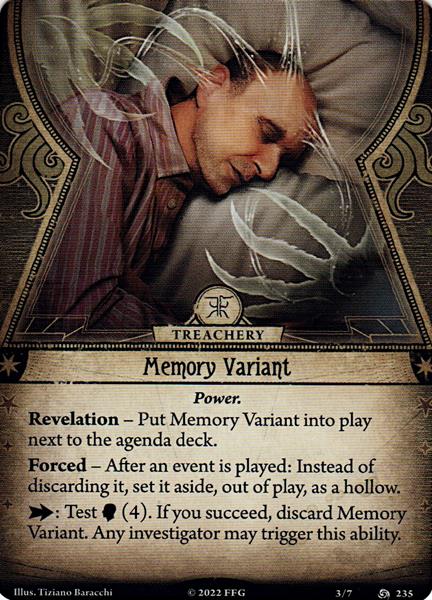 TREACHERY
Memory Variant
Power.
Revelation – Put Memory Variant into play
next to the agenda deck.
Forced – After an event is played: Instead of
discarding it, set it aside, out of play, as a hollow.
: Test (4). If you succeed, discard Memory
Variant. Any investigator may trigger this ability.
Illus. Tiziano Baracchi © 2022 FFG 3/7 235